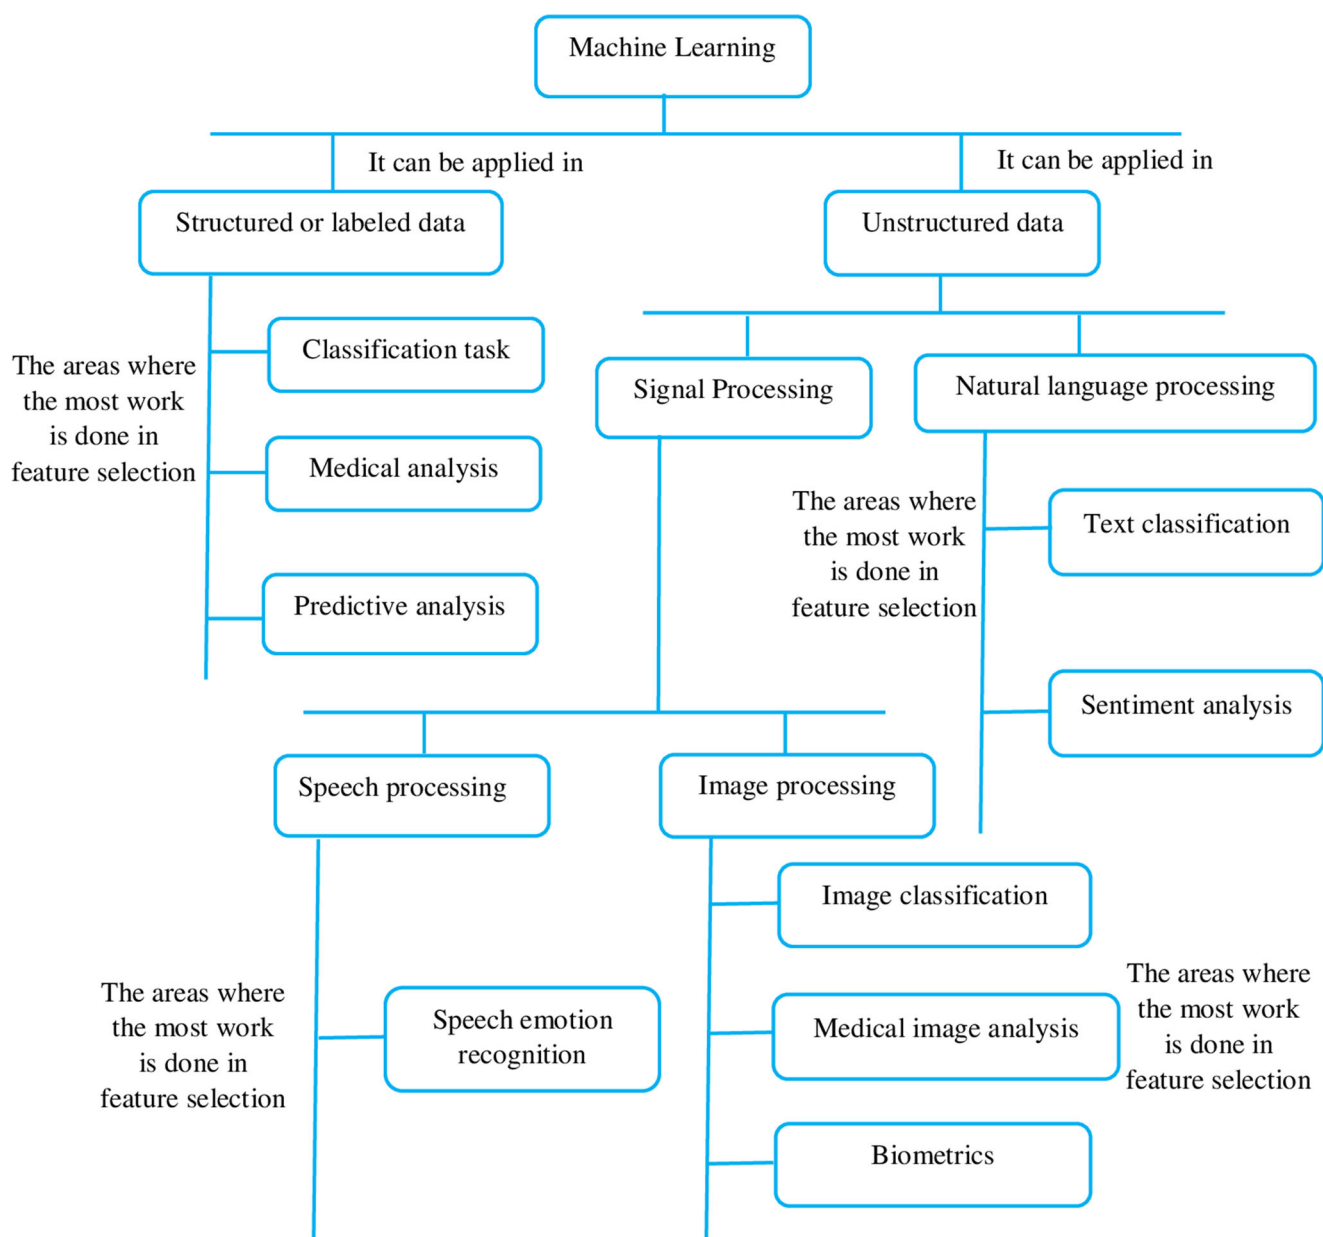 Machine Learning
It can be applied in
It can be applied in
Structured or labeled data
Unstructured data
The areas where
the most work
is done in
feature selection
Classification task
Medical analysis
Predictive analysis
Signal Processing
Natural language processing
The areas where
the most work
is done in
feature selection
Text classification
Sentiment analysis
Speech processing
Image processing
The areas where
the most work
is done in
feature selection
Speech emotion
recognition
Image classification
Medical image analysis
Biometrics
The areas where
the most work
is done in
feature selection